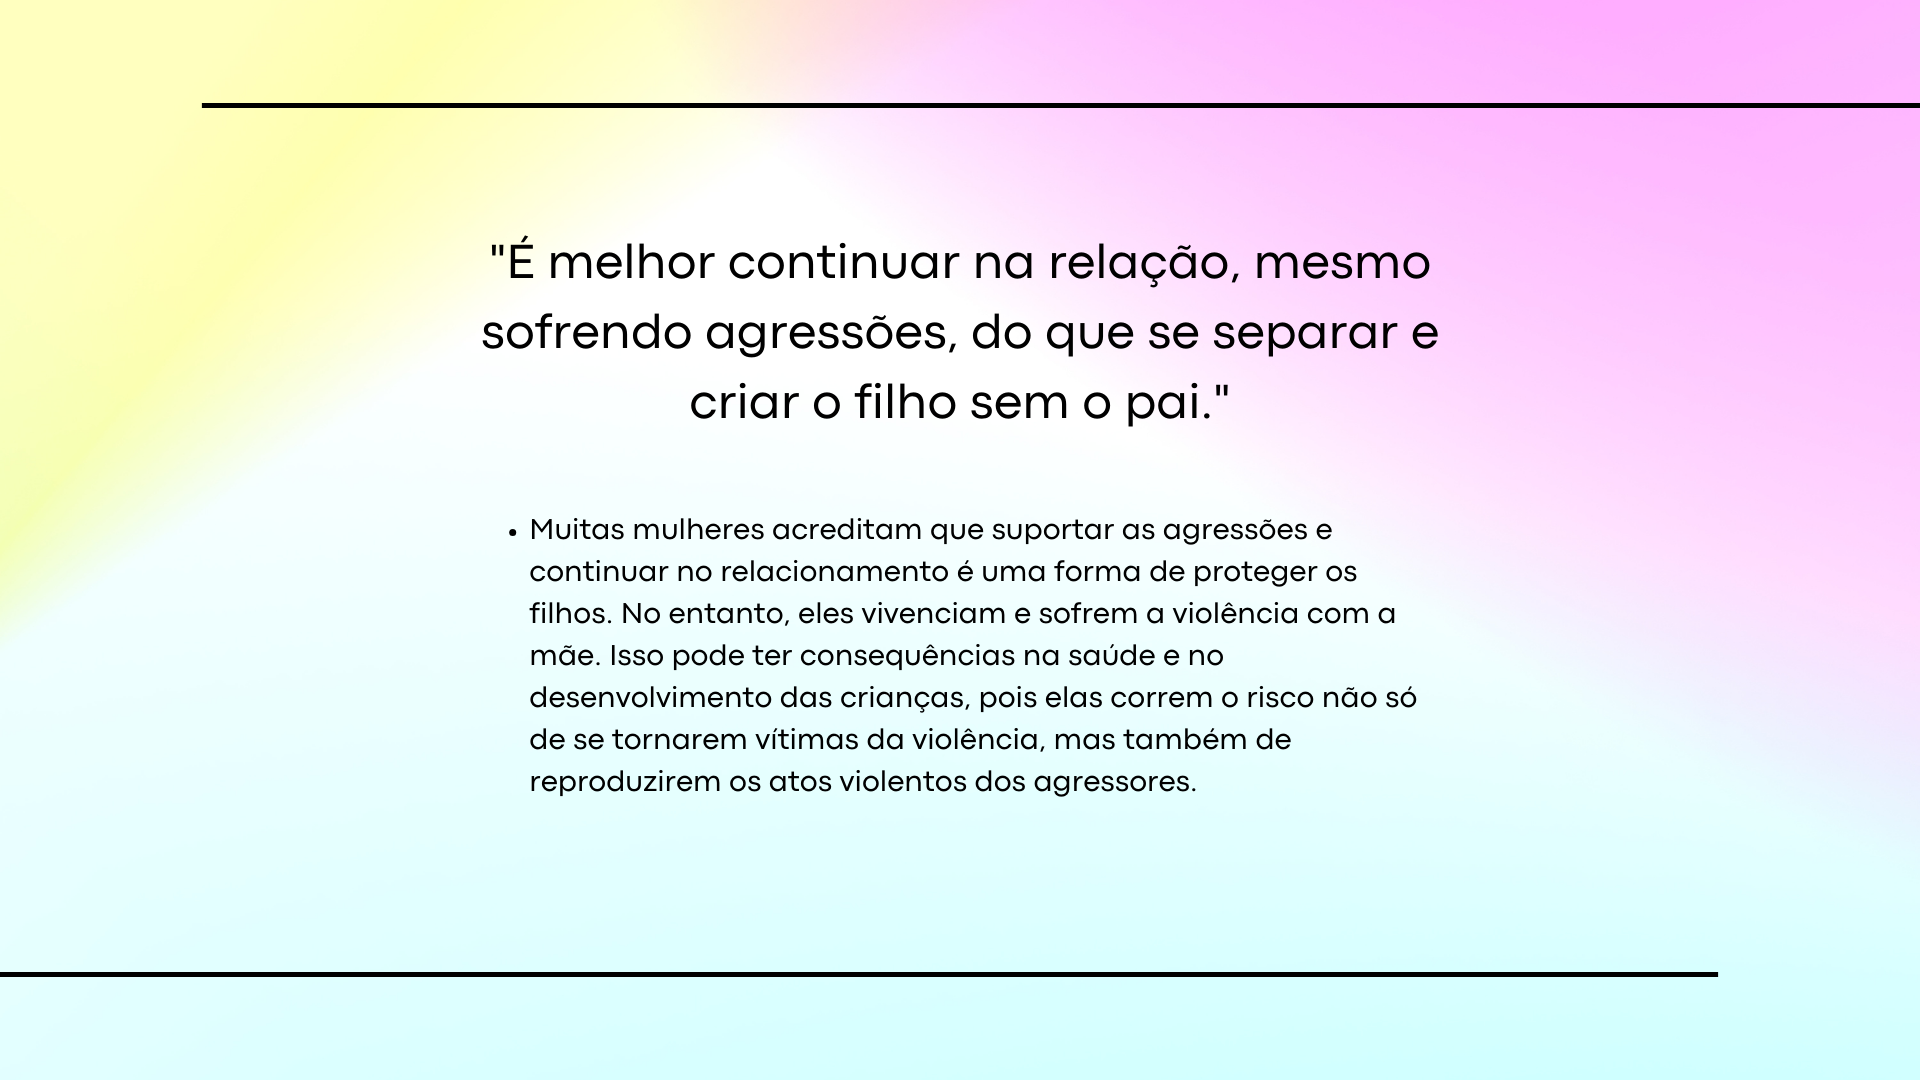 "É melhor continuar na relação, mesmo
sofrendo agressões, do que se separar e
criar o filho sem o pai."
• Muitas mulheres acreditam que suportar as agressões e
continuar no relacionamento é uma forma de proteger os
filhos. No entanto, eles vivenciam e sofrem a violência com a
mãe. Isso pode ter consequências na saúde e no
desenvolvimento das crianças, pois elas correm o risco não só
de se tornarem vítimas da violência, mas também de
reproduzirem os atos violentos dos agressores.